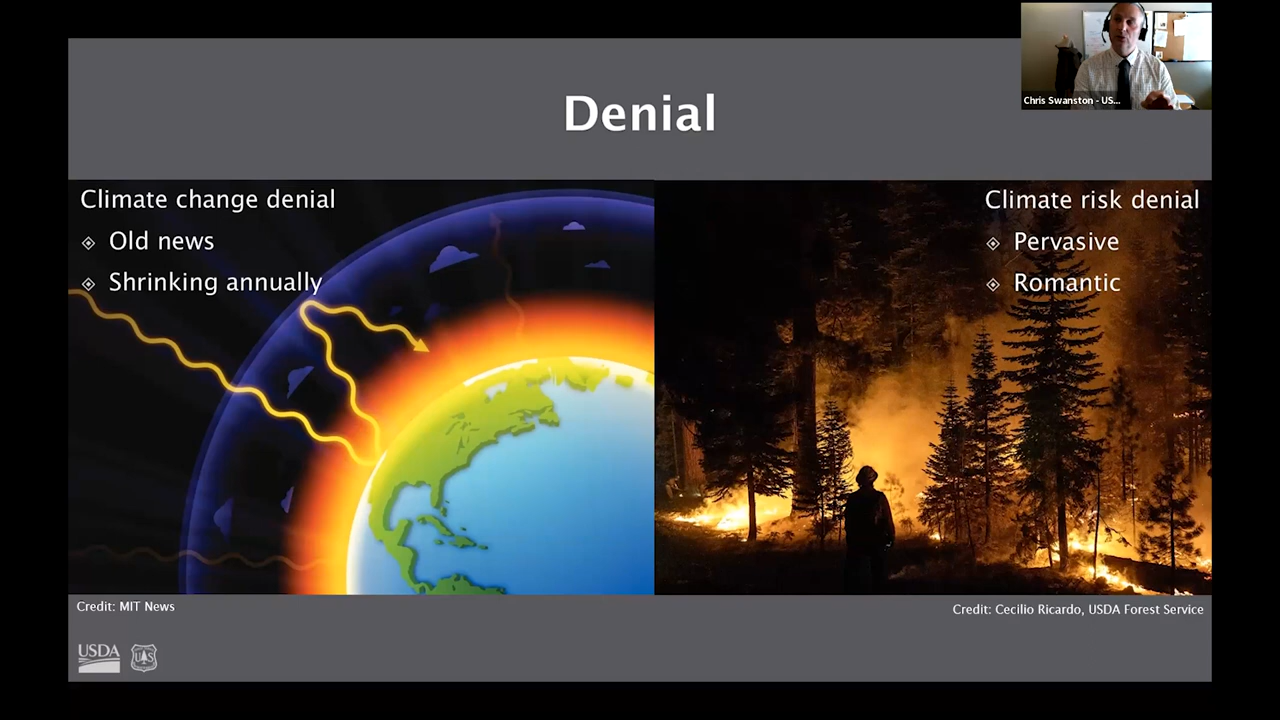 Denial
Chris Swanston - US...
Climate change denial
Old news
Shrinking annually
Climate risk denial
Pervasive
Romantic
Credit: MIT News
Credit: Cecilio Ricardo, USDA Forest Service
USDA
U S